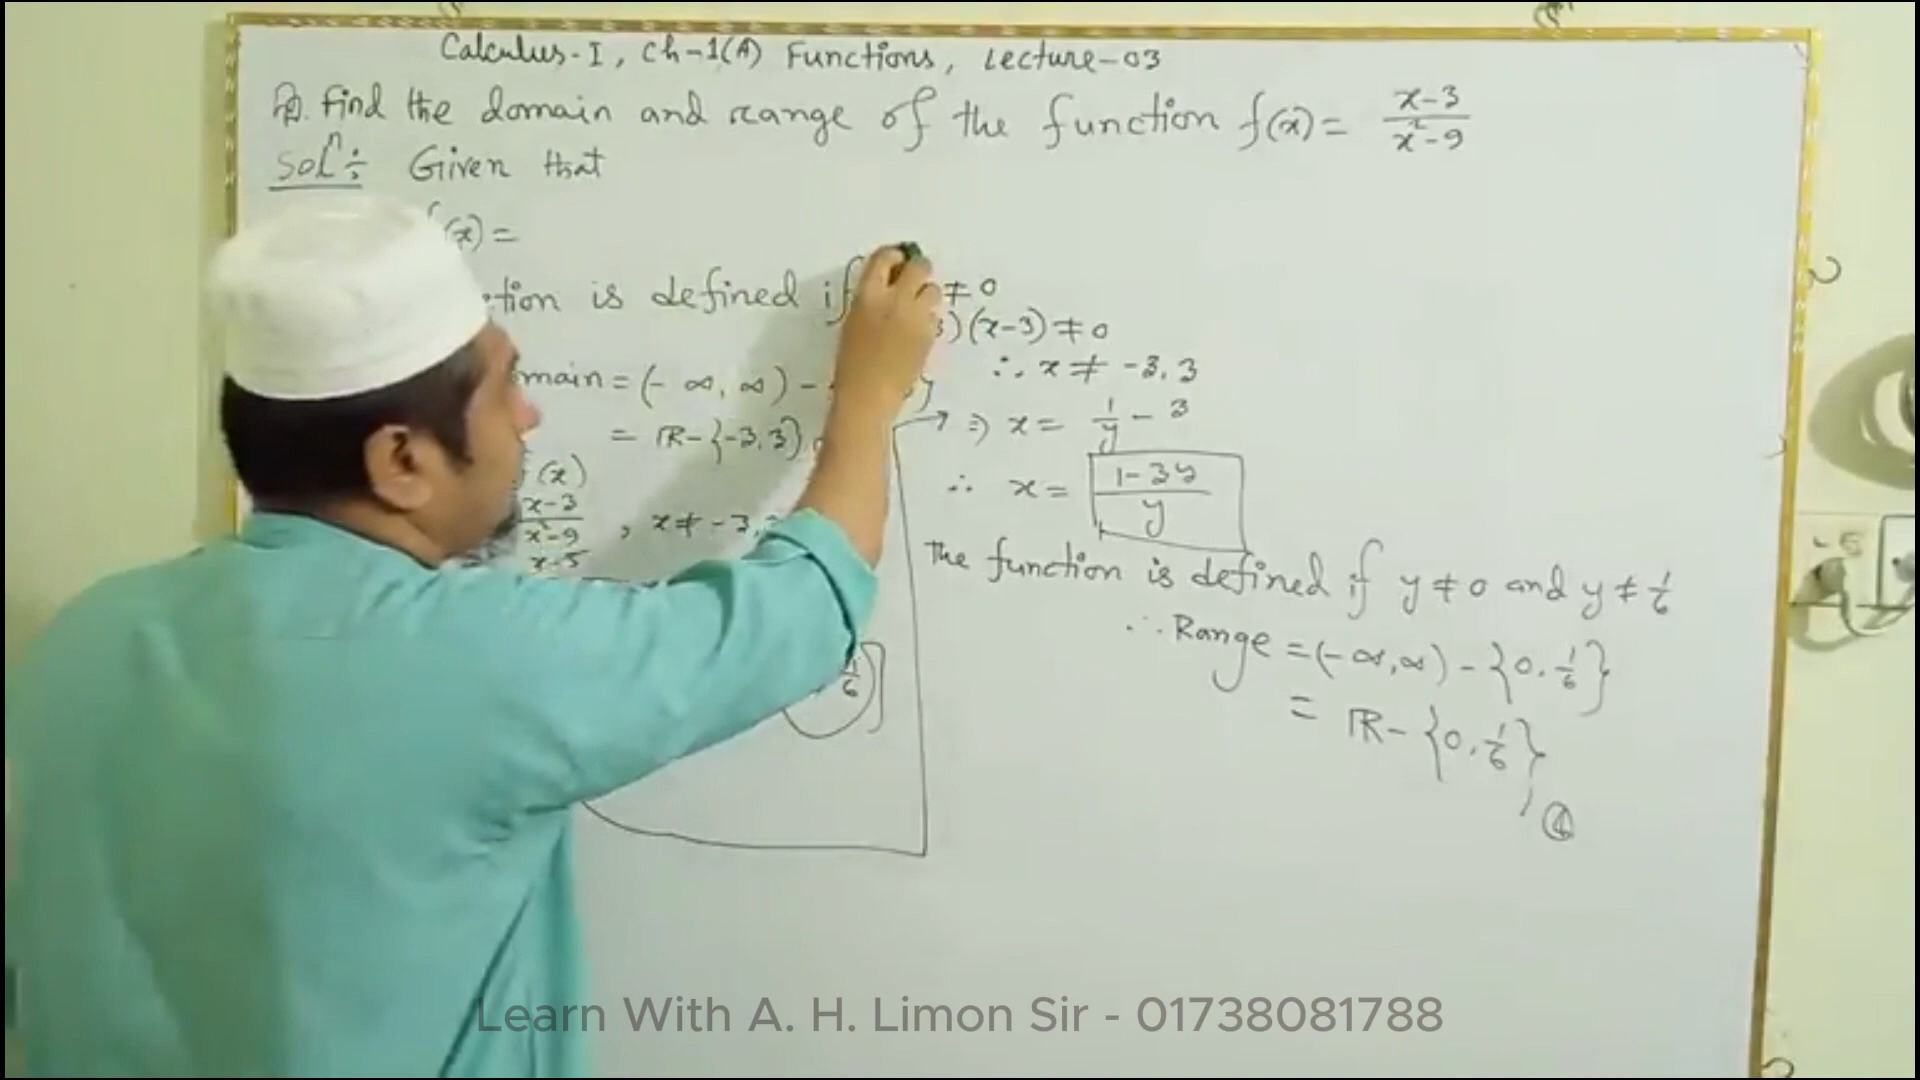 Calculus-I, Ch-1(A) Functions, Lecture-03
Find the domain and range of the function f(x) = x-3 / x²-9
Solⁿ: Given that
f(x) =
is defined if ≠ 0
)(x-3) ≠ 0
∴ x ≠ -3, 3
main = (-∞, ∞) -
= ℝ-{-3,3}
(x)
x-3 / x²-9 , x ≠ -3,
1/6
⇒ x = 1/y - 3
∴ x = 1-3y / y
The function is defined if y ≠ 0 and y ≠ 1/6
∴ Range = (-∞,∞) - {0, 1/6}
= ℝ - {0, 1/6}
Learn With A. H. Limon Sir - 01738081788